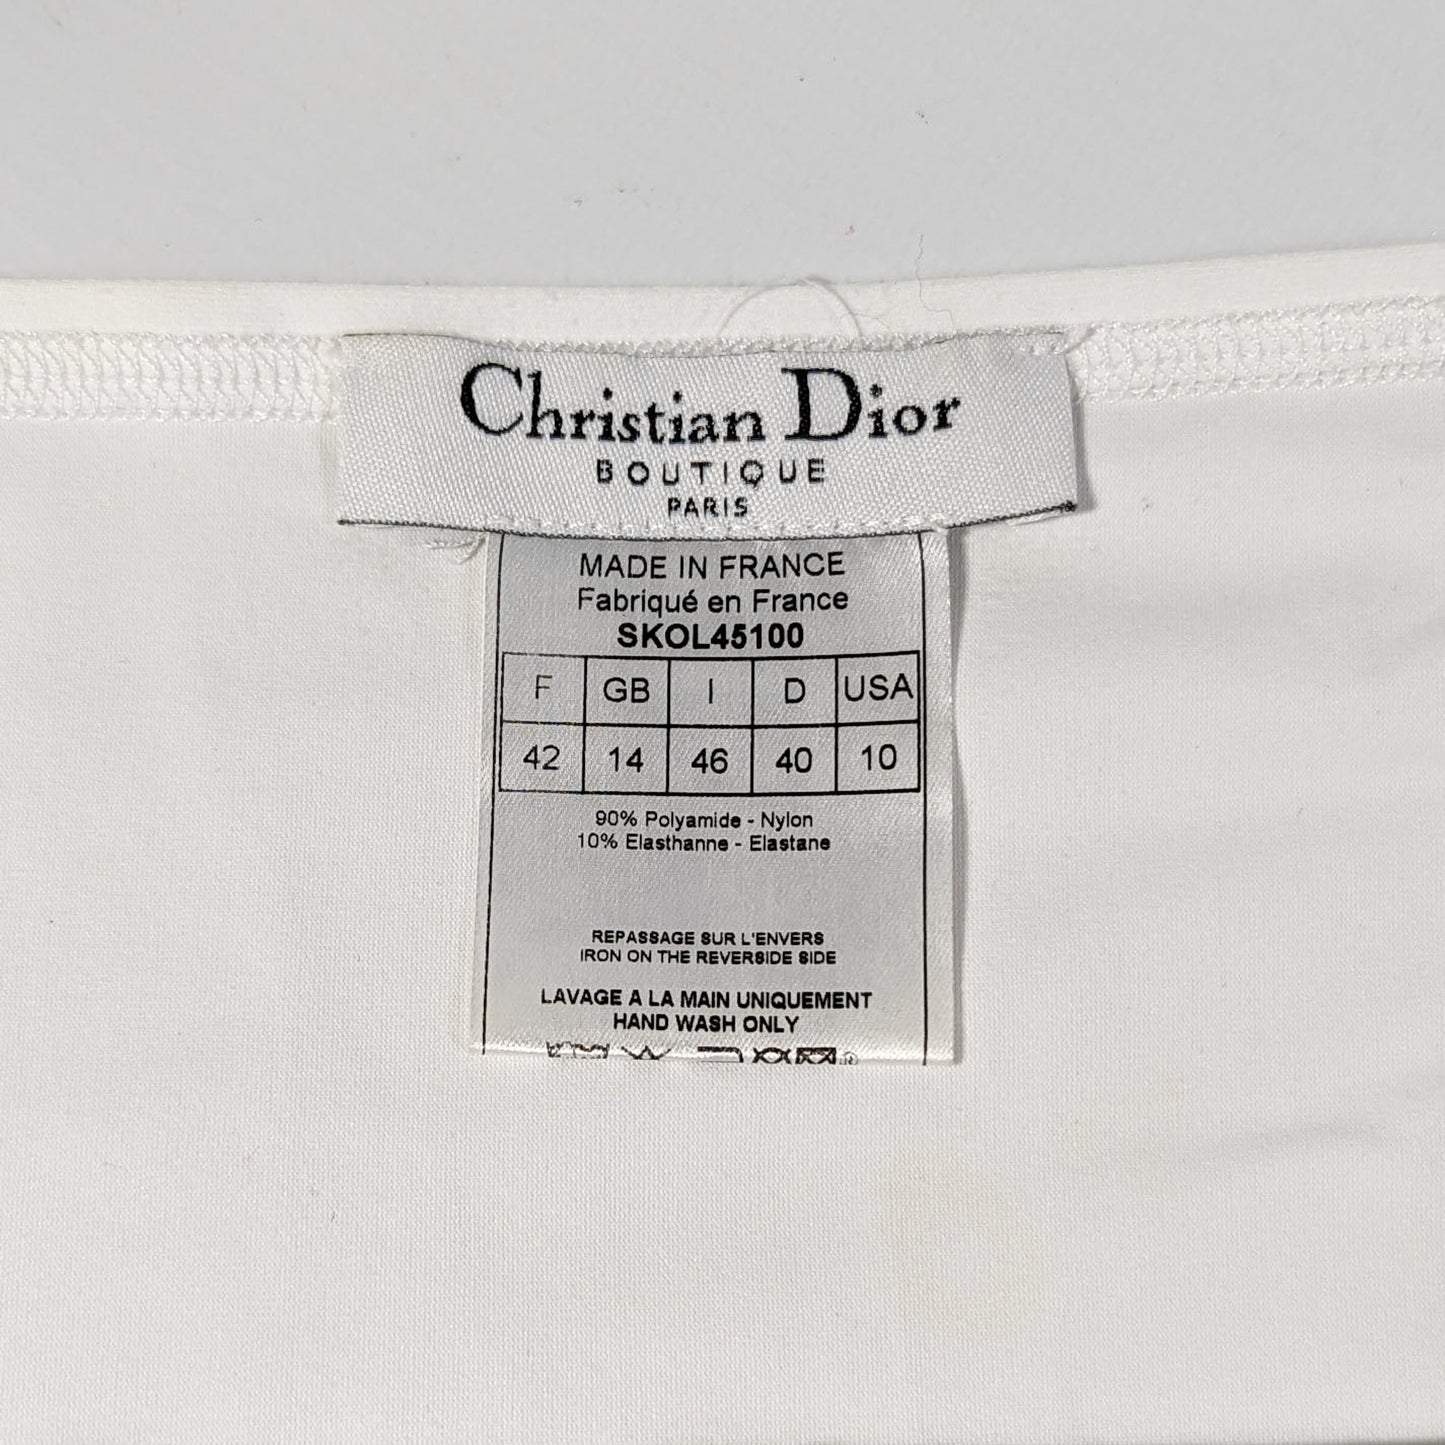 Christian Dior
BOUTIQUE
PARIS
MADE IN FRANCE
Fabriqué en France
SKOL45100
F GB I D USA
42 14 46 40 10
90% Polyamide - Nylon
10% Elasthanne - Elastane
REPASSAGE SUR L'ENVERS
IRON ON THE REVERSIDE SIDE
LAVAGE A LA MAIN UNIQUEMENT
HAND WASH ONLY